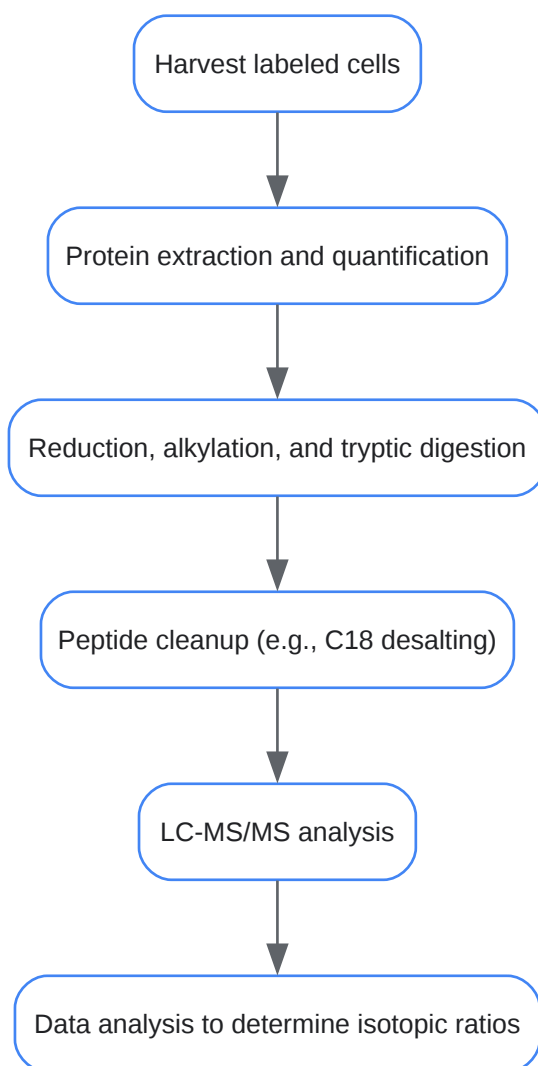 Harvest labeled cells
Protein extraction and quantification
Reduction, alkylation, and tryptic digestion
Peptide cleanup (e.g., C18 desalting)
LC-MS/MS analysis
Data analysis to determine isotopic ratios